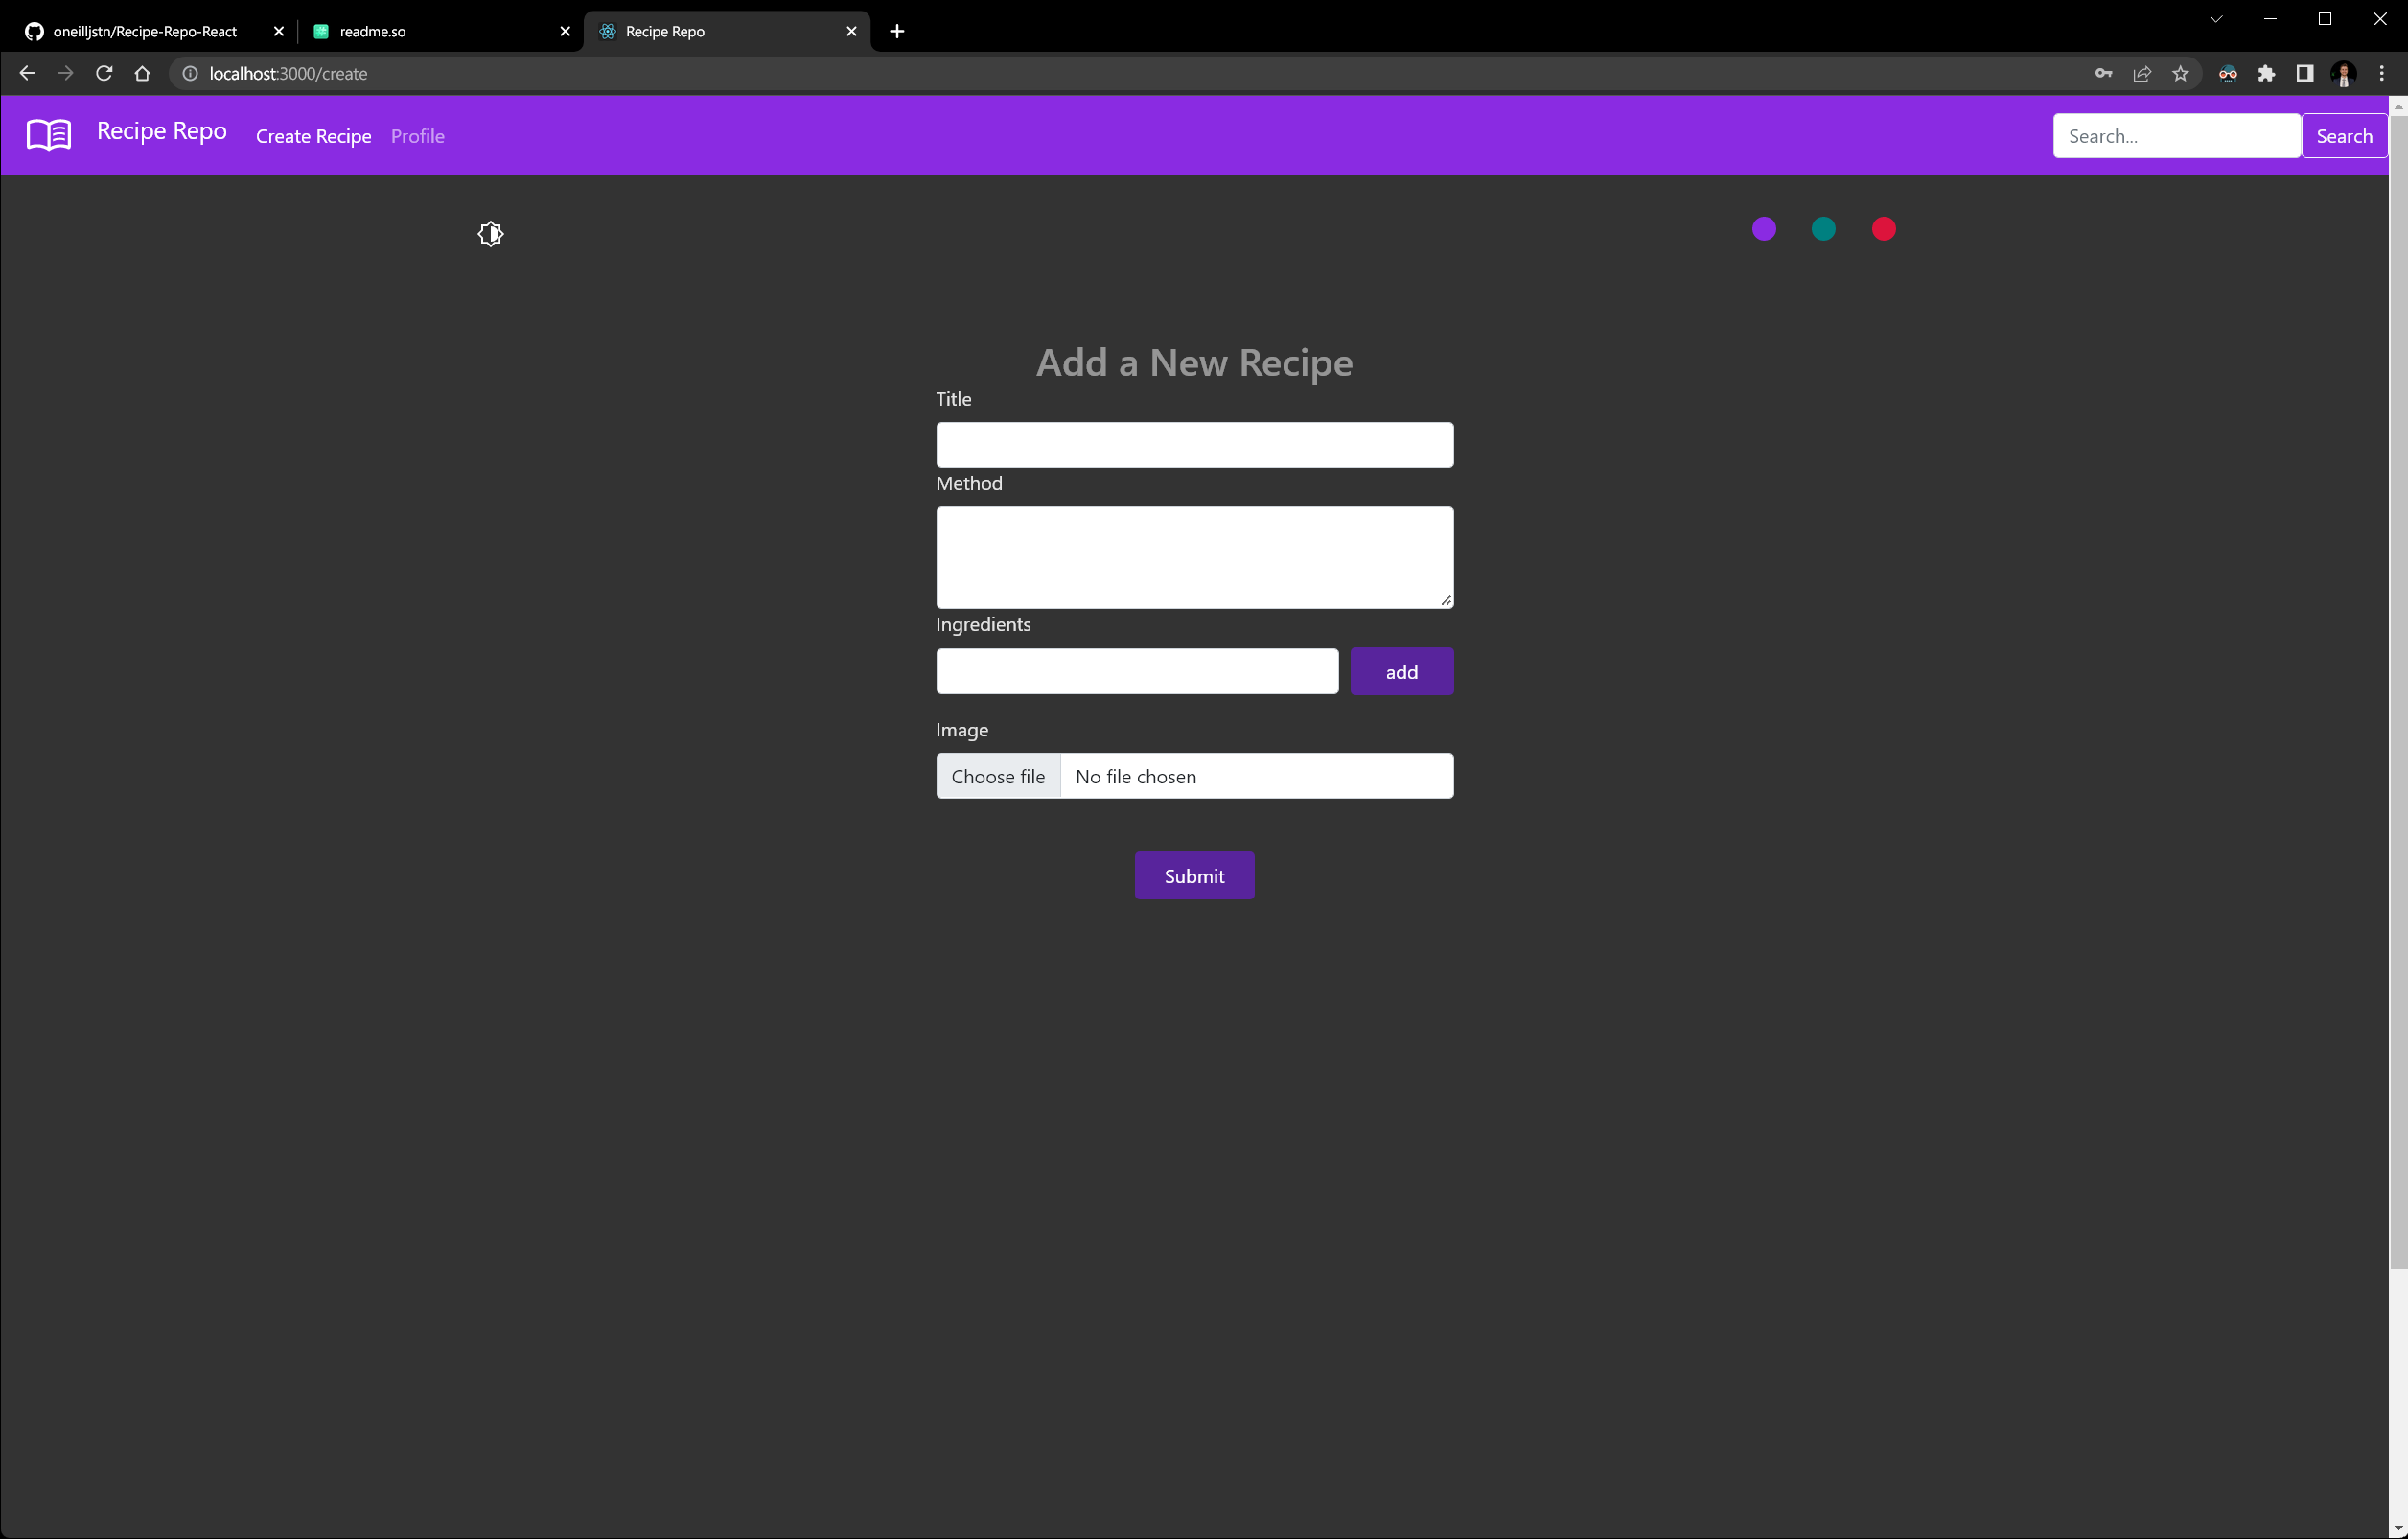 oneilljstn/Recipe-Repo-React
readme.so
Recipe Repo
localhost:3000/create
Recipe Repo
Create Recipe
Profile
Search...
Search
Add a New Recipe
Title
Method
Ingredients
add
Image
Choose file
No file chosen
Submit